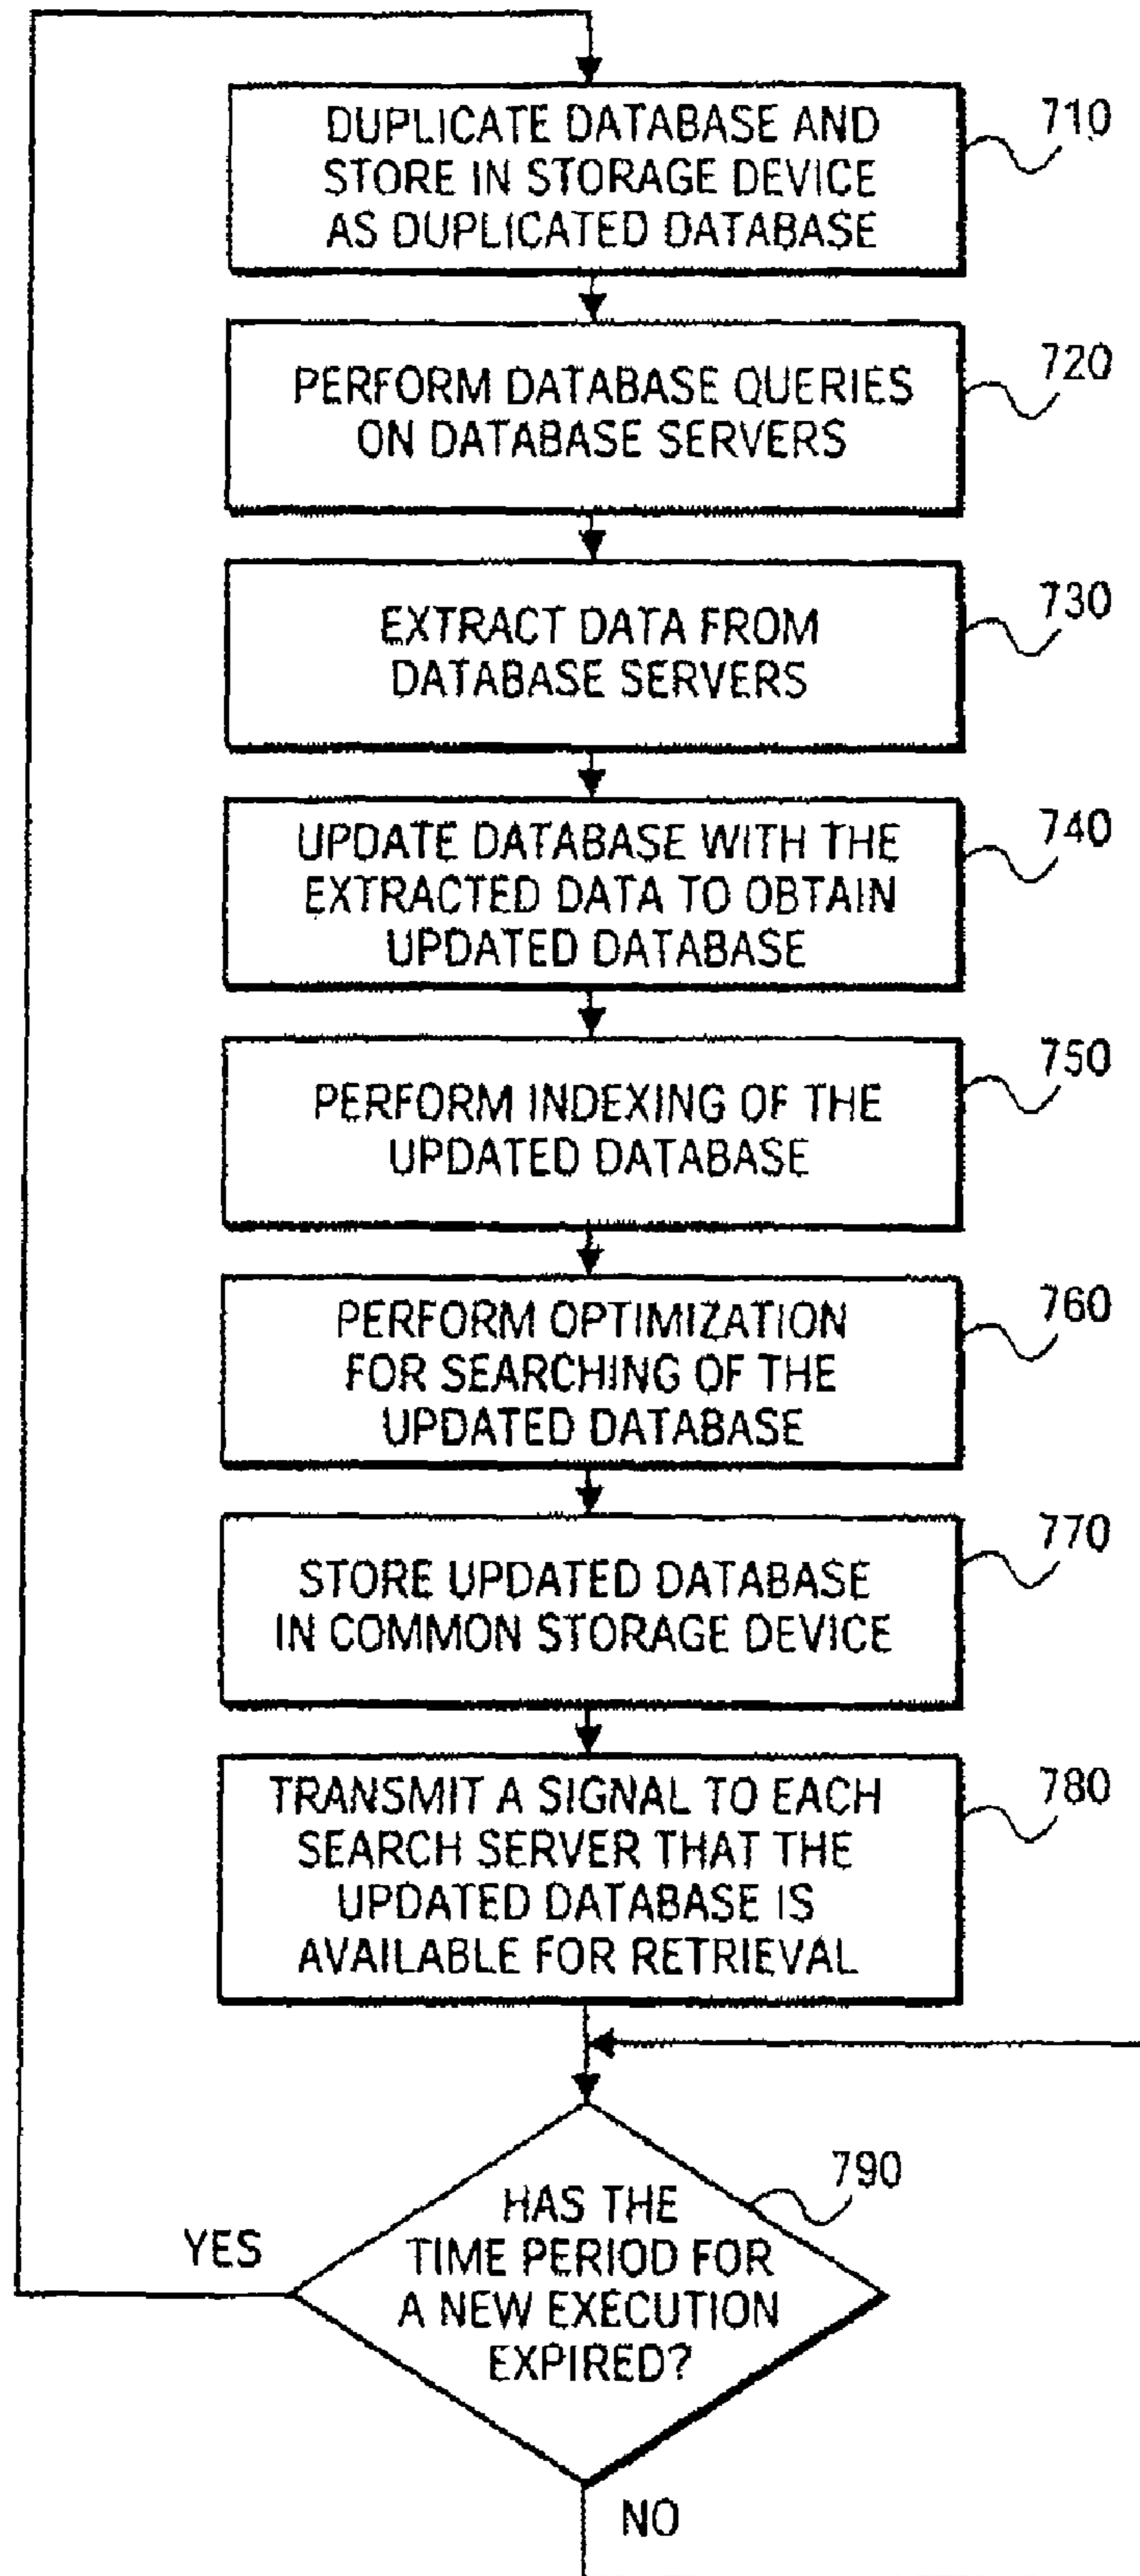 DUPLICATE DATABASE AND
STORE IN STORAGE DEVICE
AS DUPLICATED DATABASE
710
PERFORM DATABASE QUERIES
ON DATABASE SERVERS
720
EXTRACT DATA FROM
DATABASE SERVERS
730
UPDATE DATABASE WITH THE
EXTRACTED DATA TO OBTAIN
UPDATED DATABASE
740
PERFORM INDEXING OF THE
UPDATED DATABASE
750
PERFORM OPTIMIZATION
FOR SEARCHING OF THE
UPDATED DATABASE
760
STORE UPDATED DATABASE
IN COMMON STORAGE DEVICE
770
TRANSMIT A SIGNAL TO EACH
SEARCH SERVER THAT THE
UPDATED DATABASE IS
AVAILABLE FOR RETRIEVAL
780
HAS THE
TIME PERIOD FOR
A NEW EXECUTION
EXPIRED?
790
YES
NO